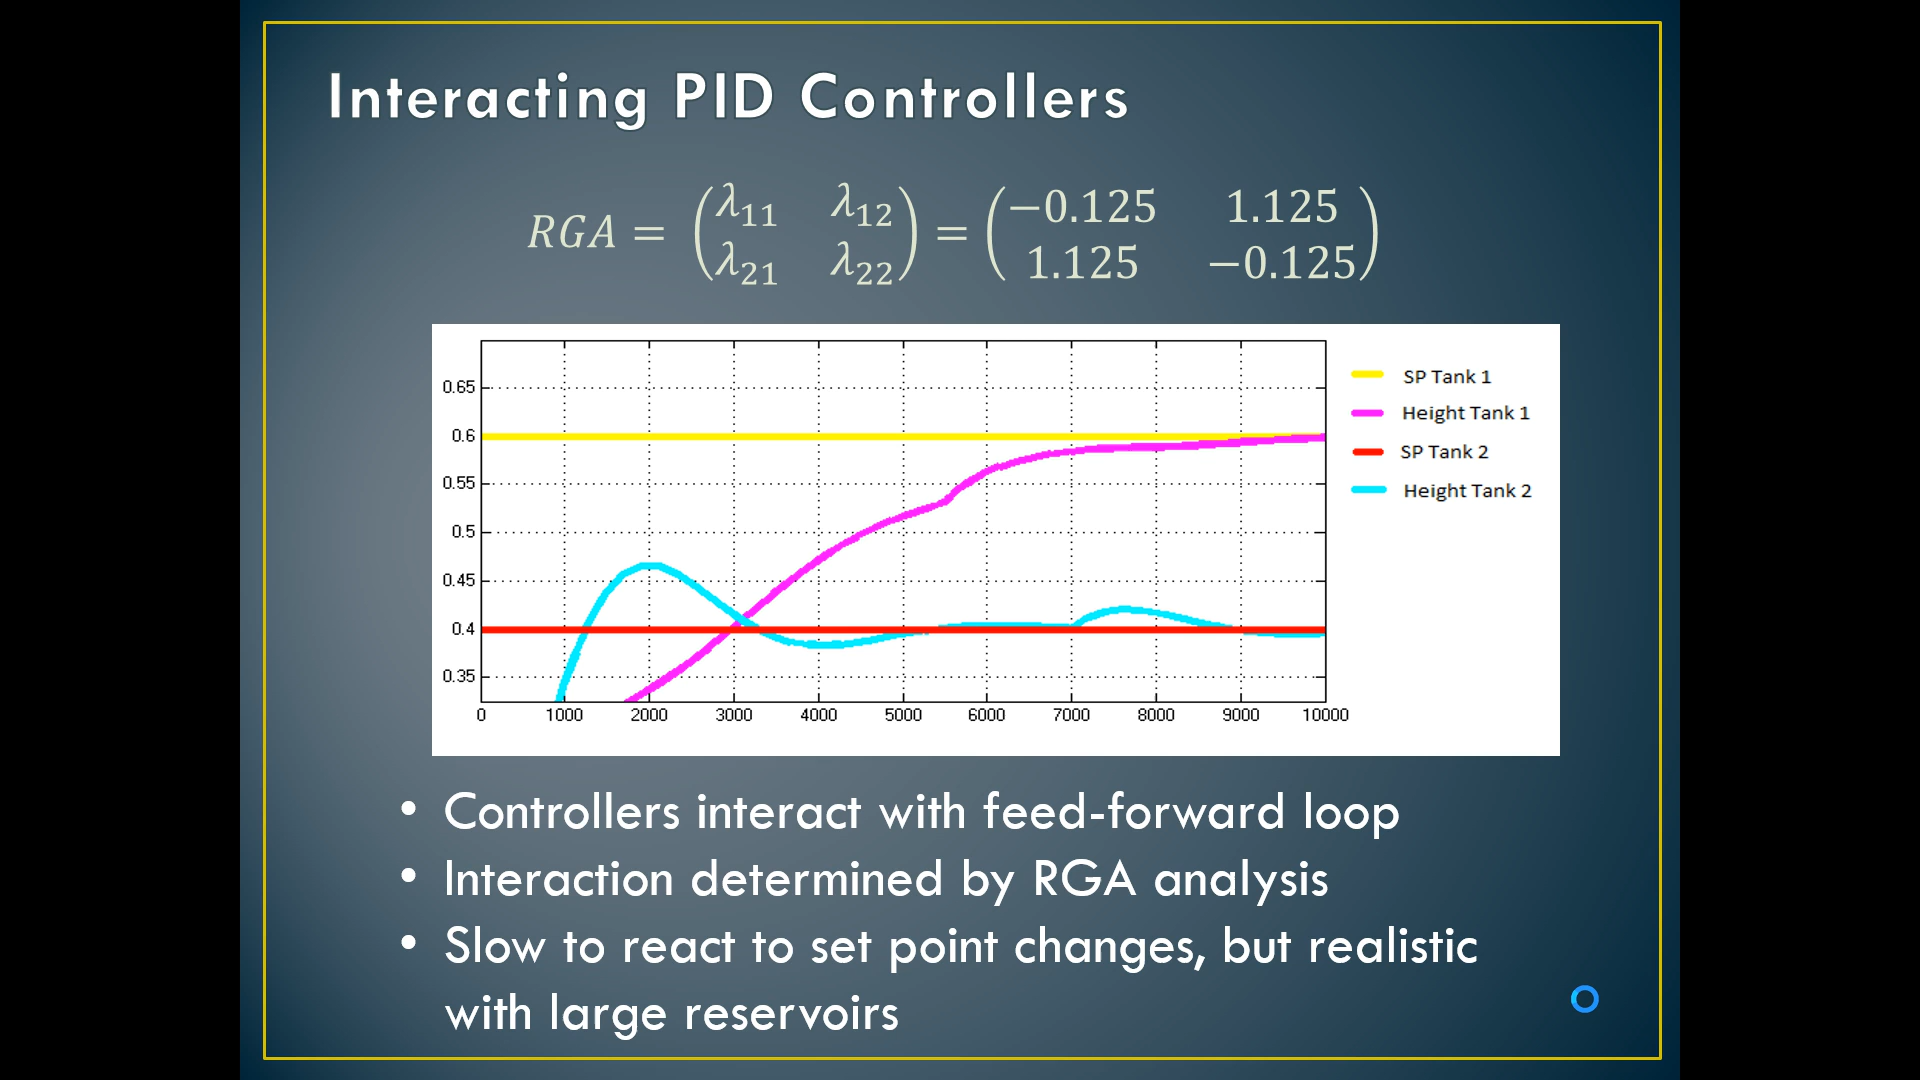 Interacting PID Controllers
RGA = (λ11 λ12 λ21 λ22) = (−0.125 1.125 1.125 −0.125)
0.65
0.6
0.55
0.5
0.45
0.4
0.35
0 1000 2000 3000 4000 5000 6000 7000 8000 9000 10000
SP Tank 1
Height Tank 1
SP Tank 2
Height Tank 2
• Controllers interact with feed-forward loop
• Interaction determined by RGA analysis
• Slow to react to set point changes, but realistic
with large reservoirs